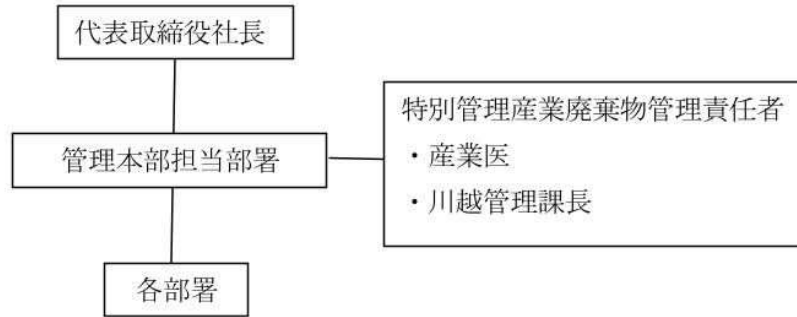 代表取締役社長
管理本部担当部署
特別管理産業廃棄物管理責任者
・産業医
・川越管理課長
各部署